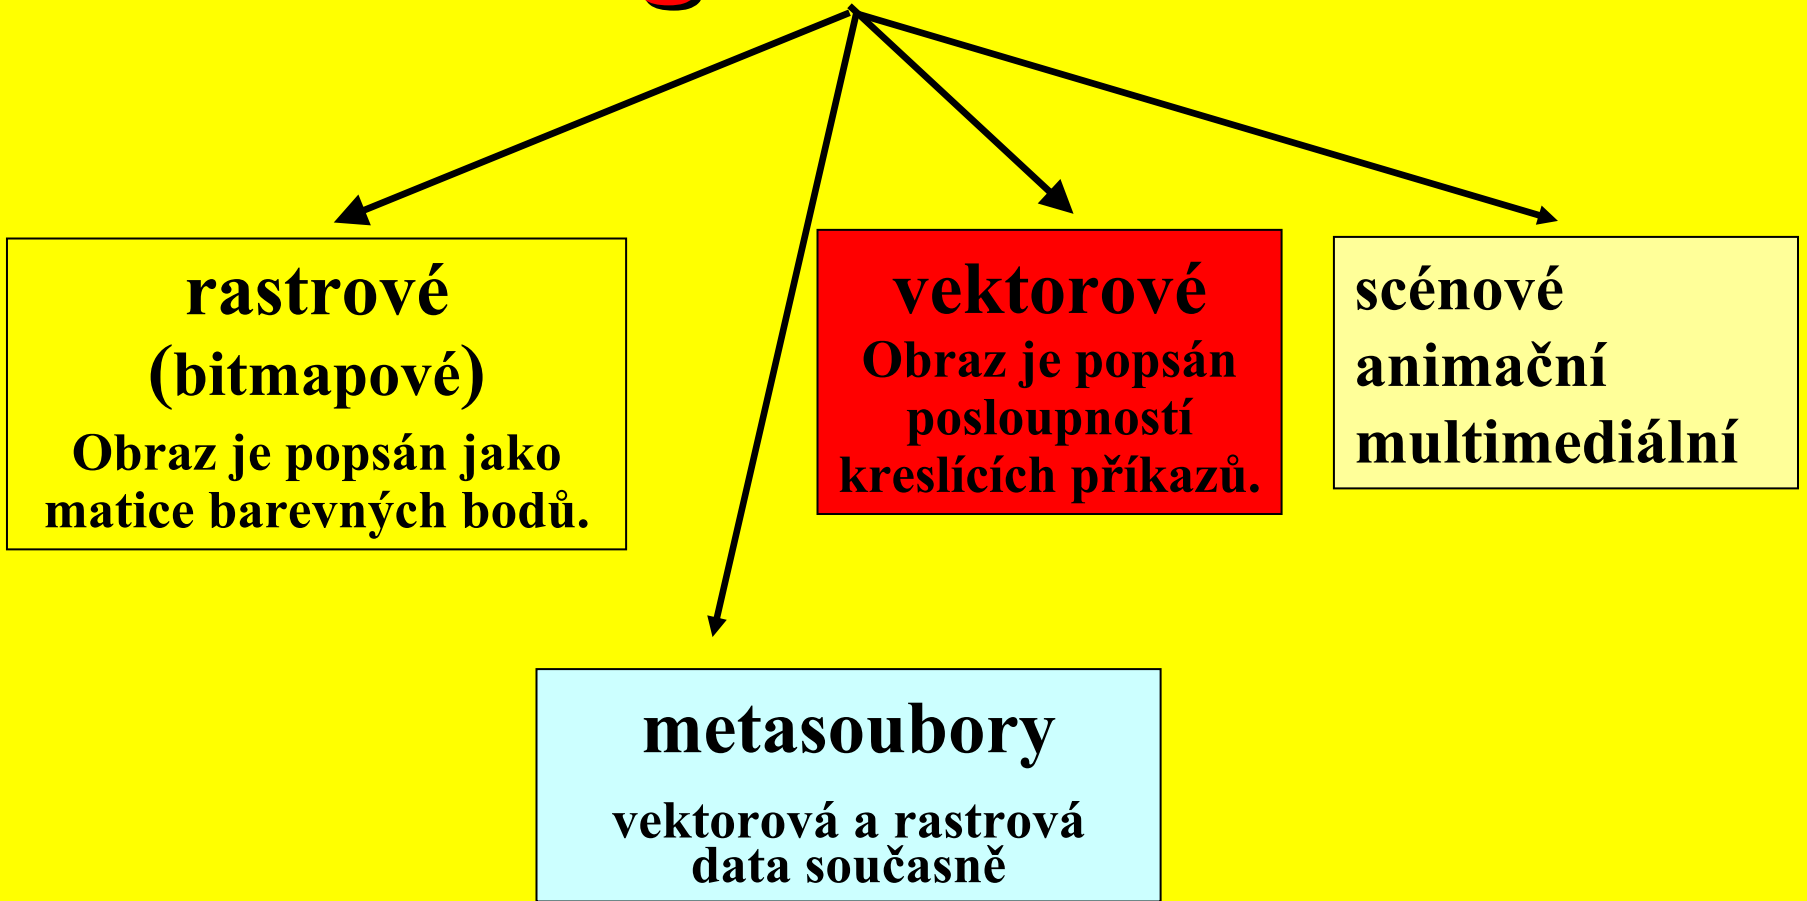 rastrové
(bitmapové)
Obraz je popsán jako
matice barevných bodů.
vektorové
Obraz je popsán
posloupností
kreslících příkazů.
scénové
animační
multimediální
metasoubory
vektorová a rastrová
data současně